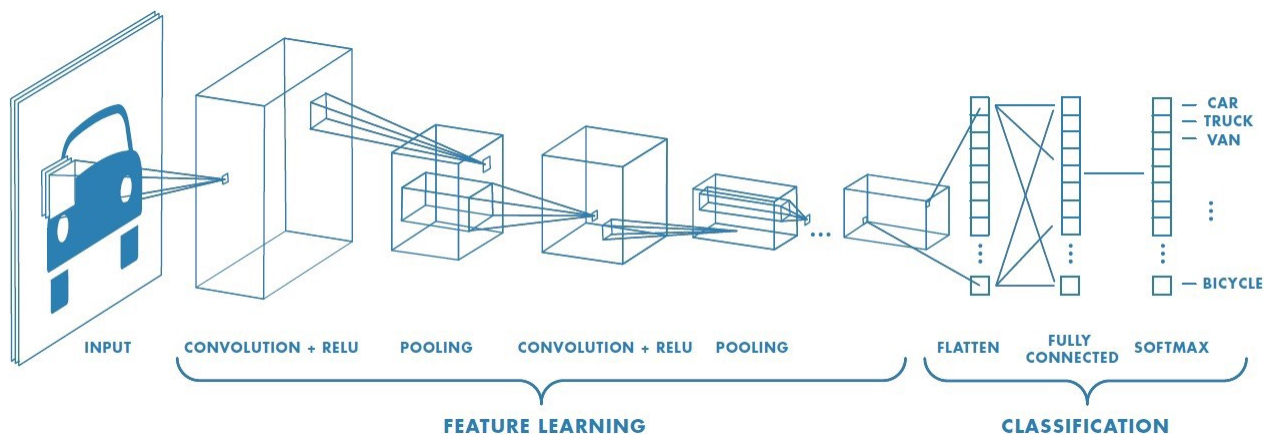 CAR
TRUCK
VAN
BICYCLE
INPUT
CONVOLUTION + RELU
POOLING
CONVOLUTION + RELU
POOLING
FLATTEN
FULLY
CONNECTED
SOFTMAX
FEATURE LEARNING
CLASSIFICATION